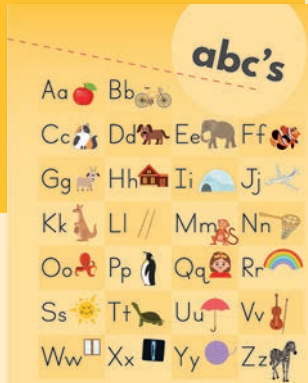 abc's
Aa Bb
Cc Dd Ee Ff
Gg Hh Ii Jj
Kk Ll Mm Nn
Oo Pp Qq Rr
Ss Tt Uu Vv
Ww Xx Yy Zz